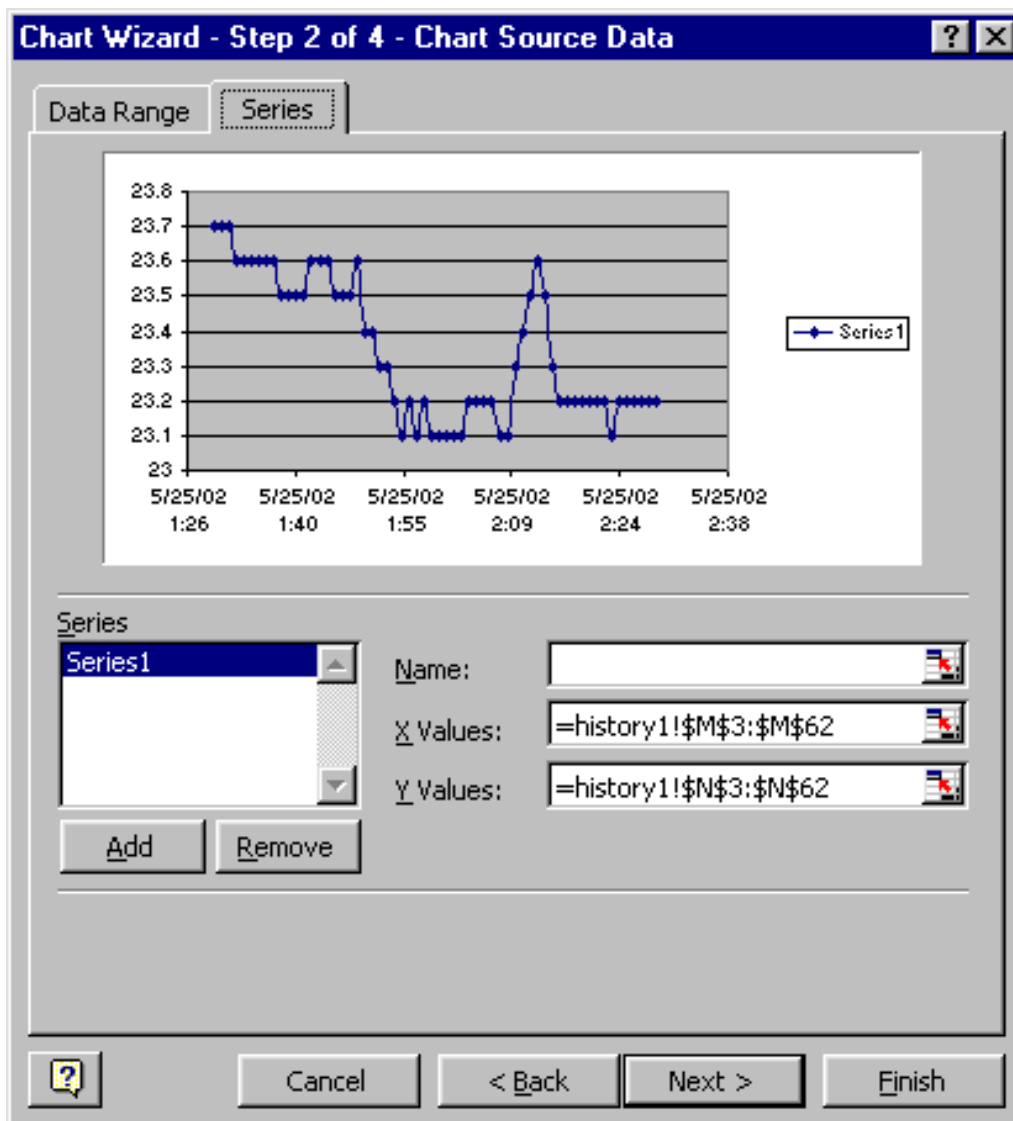 Chart Wizard - Step 2 of 4 - Chart Source Data
Data Range
Series
23.8
23.7
23.6
23.5
23.4
23.3
23.2
23.1
23
5/25/02 5/25/02 5/25/02 5/25/02 5/25/02 5/25/02
1:26 1:40 1:55 2:09 2:24 2:38
Series1
Series
Series1
Name:
X Values: =history1!$M$3:$M$62
Y Values: =history1!$N$3:$N$62
Add Remove
Cancel < Back Next > Finish